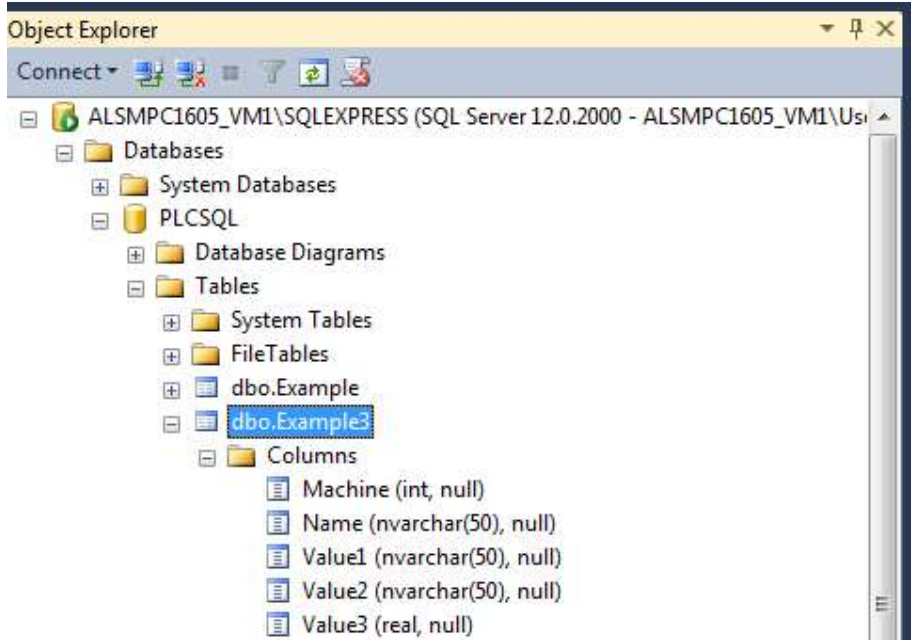 Object Explorer
Connect
ALSMPC1605_VM1\SQLEXPRESS (SQL Server 12.0.2000 - ALSMPC1605_VM1\Us
Databases
System Databases
PLCSQL
Database Diagrams
Tables
System Tables
FileTables
dbo.Example
dbo.Example3
Columns
Machine (int, null)
Name (nvarchar(50), null)
Value1 (nvarchar(50), null)
Value2 (nvarchar(50), null)
Value3 (real, null)